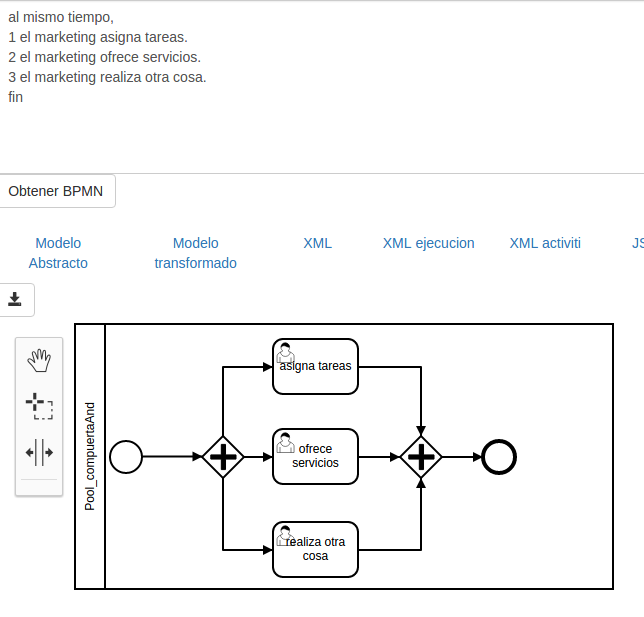 al mismo tiempo,
1 el marketing asigna tareas.
2 el marketing ofrece servicios.
3 el marketing realiza otra cosa.
fin
Obtener BPMN
Modelo
Abstracto
Modelo
transformado
XML
XML ejecucion
XML activiti
JS
Pool_compuertaAnd
asigna tareas
ofrece
servicios
realiza otra
cosa